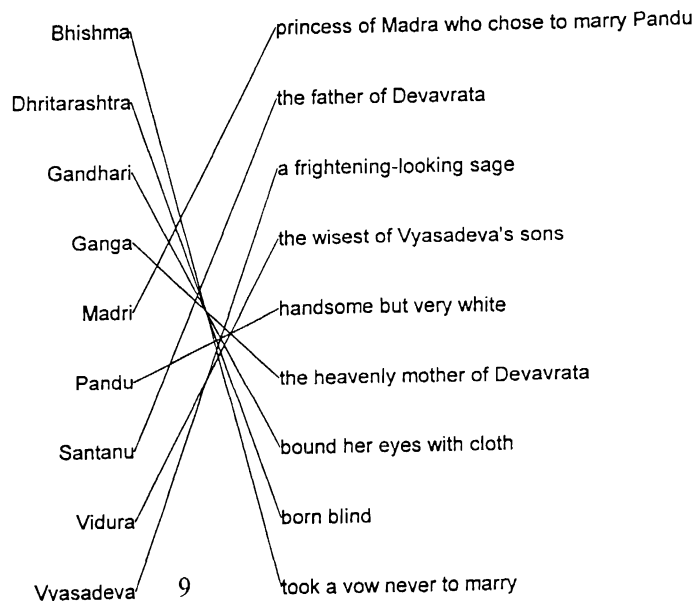 Bhishma princess of Madra who chose to marry Pandu
Dhritarashtra the father of Devavrata
Gandhari a frightening-looking sage
Ganga the wisest of Vyasadeva's sons
Madri handsome but very white
Pandu the heavenly mother of Devavrata
Santanu bound her eyes with cloth
Vidura born blind
Vyasadeva 9 took a vow never to marry